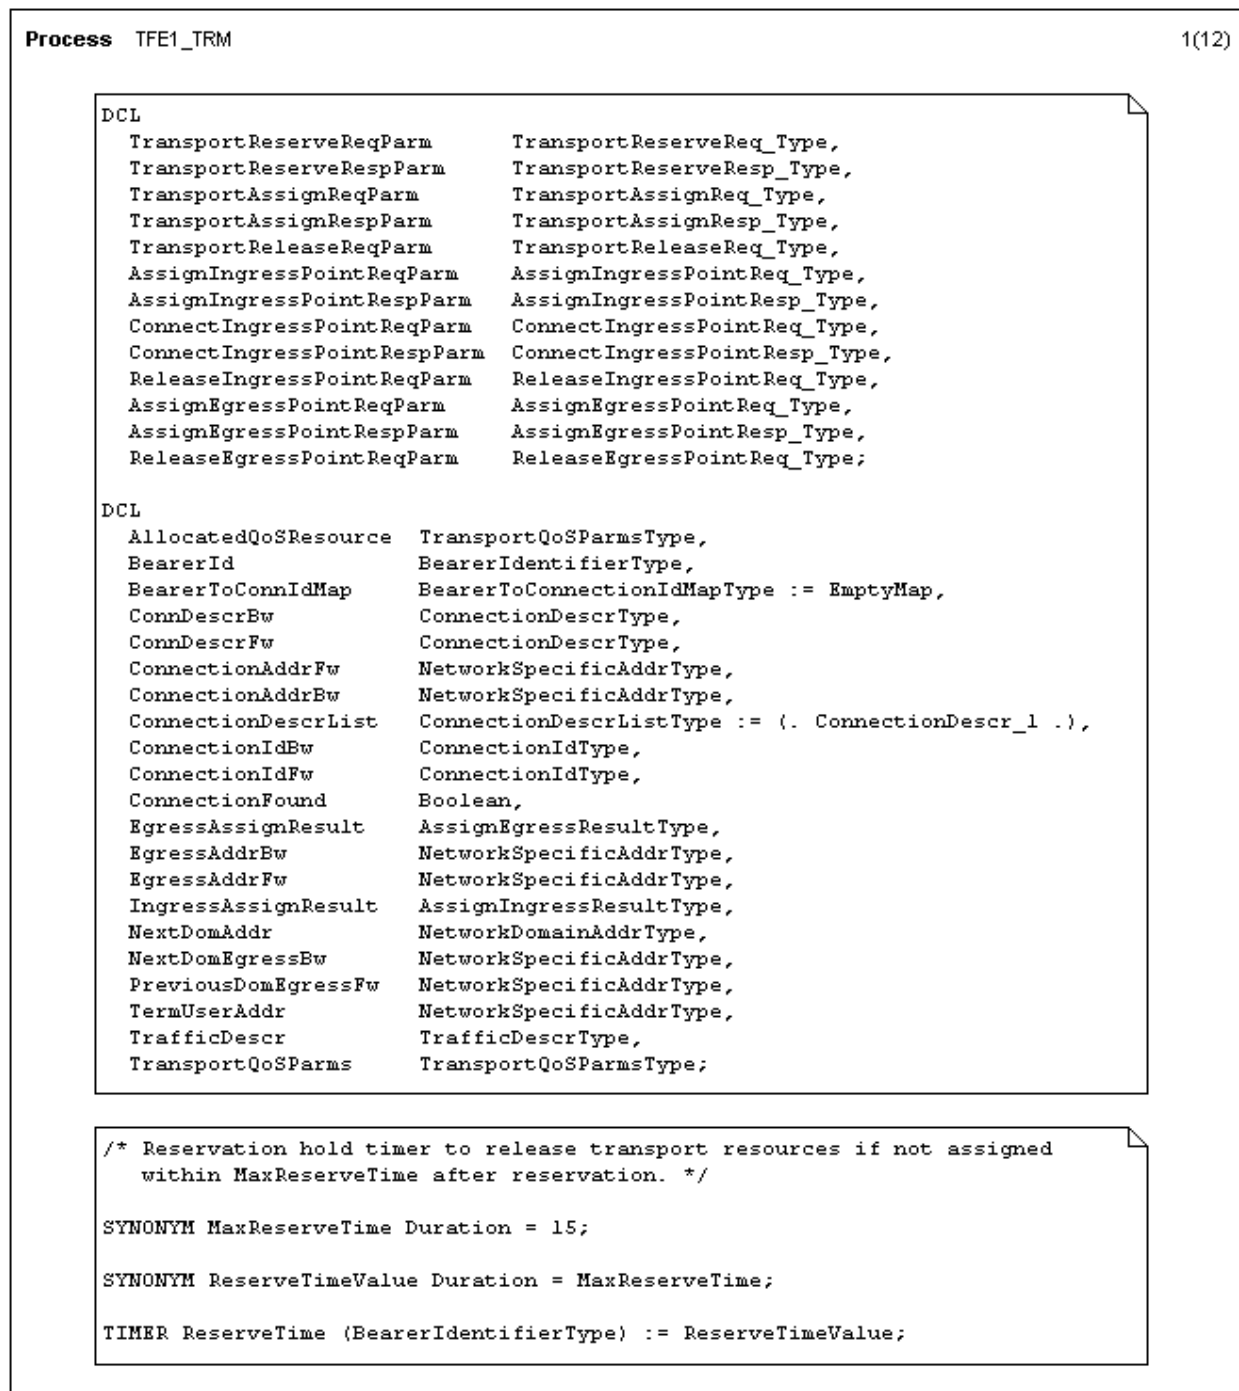 Process TFE1_TRM 1(12)
DCL
TransportReserveReqParm TransportReserveReq_Type,
TransportReserveRespParm TransportReserveResp_Type,
TransportAssignReqParm TransportAssignReq_Type,
TransportAssignRespParm TransportAssignResp_Type,
TransportReleaseReqParm TransportReleaseReq_Type,
AssignIngressPointReqParm AssignIngressPointReq_Type,
AssignIngressPointRespParm AssignIngressPointResp_Type,
ConnectIngressPointReqParm ConnectIngressPointReq_Type,
ConnectIngressPointRespParm ConnectIngressPointResp_Type,
ReleaseIngressPointReqParm ReleaseIngressPointReq_Type,
AssignEgressPointReqParm AssignEgressPointReq_Type,
AssignEgressPointRespParm AssignEgressPointResp_Type,
ReleaseEgressPointReqParm ReleaseEgressPointReq_Type;
DCL
AllocatedQoSResource TransportQoSParmsType,
BearerId BearerIdentifierType,
BearerToConnIdMap BearerToConnectionIdMapType := EmptyMap,
ConnDescrBw ConnectionDescrType,
ConnDescrFw ConnectionDescrType,
ConnectionAddrFw NetworkSpecificAddrType,
ConnectionAddrBw NetworkSpecificAddrType,
ConnectionDescrList ConnectionDescrListType := (. ConnectionDescr_1 .),
ConnectionIdBw ConnectionIdType,
ConnectionIdFw ConnectionIdType,
ConnectionFound Boolean,
EgressAssignResult AssignEgressResultType,
EgressAddrBw NetworkSpecificAddrType,
EgressAddrFw NetworkSpecificAddrType,
IngressAssignResult AssignIngressResultType,
NextDomAddr NetworkDomainAddrType,
NextDomEgressBw NetworkSpecificAddrType,
PreviousDomEgressFw NetworkSpecificAddrType,
TermUserAddr NetworkSpecificAddrType,
TrafficDescr TrafficDescrType,
TransportQoSParms TransportQoSParmsType;
/* Reservation hold timer to release transport resources if not assigned
within MaxReserveTime after reservation. */
SYNONYM MaxReserveTime Duration = 15;
SYNONYM ReserveTimeValue Duration = MaxReserveTime;
TIMER ReserveTime (BearerIdentifierType) := ReserveTimeValue;